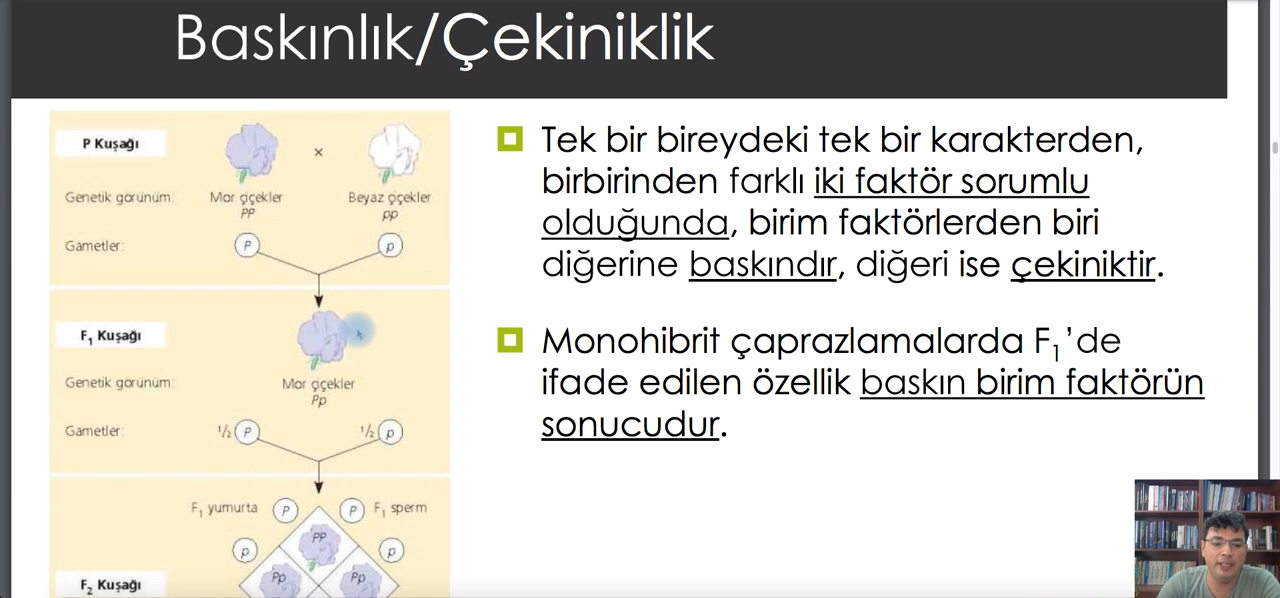 Baskınlık/Çekiniklik
P Kuşağı
×
Genetik görünüm:
Mor çiçekler
PP
Beyaz çiçekler
pp
Gametler:
P
p
F₁ Kuşağı
Genetik görünüm:
Mor çiçekler
Pp
Gametler:
1/2 P
1/2 p
F₁ yumurta
P
P
F₁ sperm
PP
p
p
Pp
Pp
F₂ Kuşağı
Tek bir bireydeki tek bir karakterden,
birbirinden farklı iki faktör sorumlu
olduğunda, birim faktörlerden biri
diğerine baskındır, diğeri ise çekiniktir.
Monohibrit çaprazlamalarda F₁’de
ifade edilen özellik baskın birim faktörün
sonucudur.